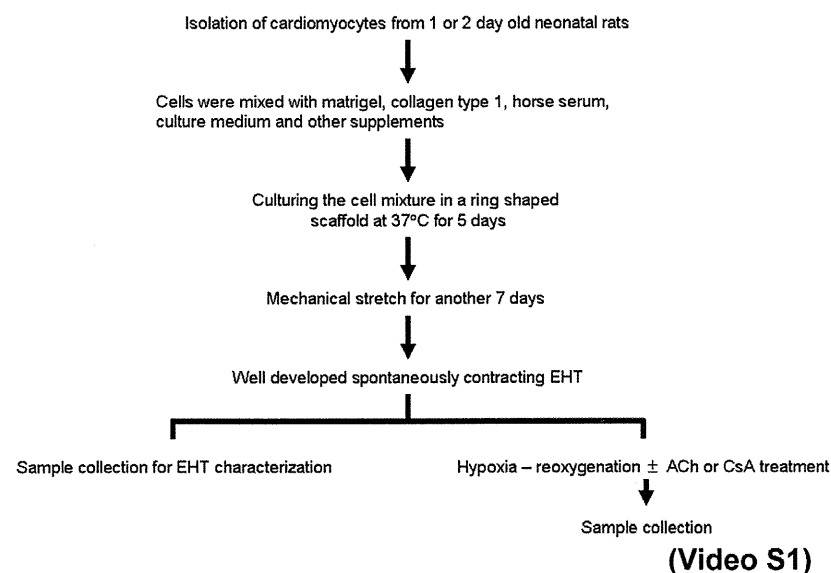 Isolation of cardiomyocytes from 1 or 2 day old neonatal rats
Cells were mixed with matrigel, collagen type 1, horse serum,
culture medium and other supplements
Culturing the cell mixture in a ring shaped
scaffold at 37°C for 5 days
Mechanical stretch for another 7 days
Well developed spontaneously contracting EHT
Sample collection for EHT characterization
Hypoxia – reoxygenation ± ACh or CsA treatment
Sample collection
(Video S1)